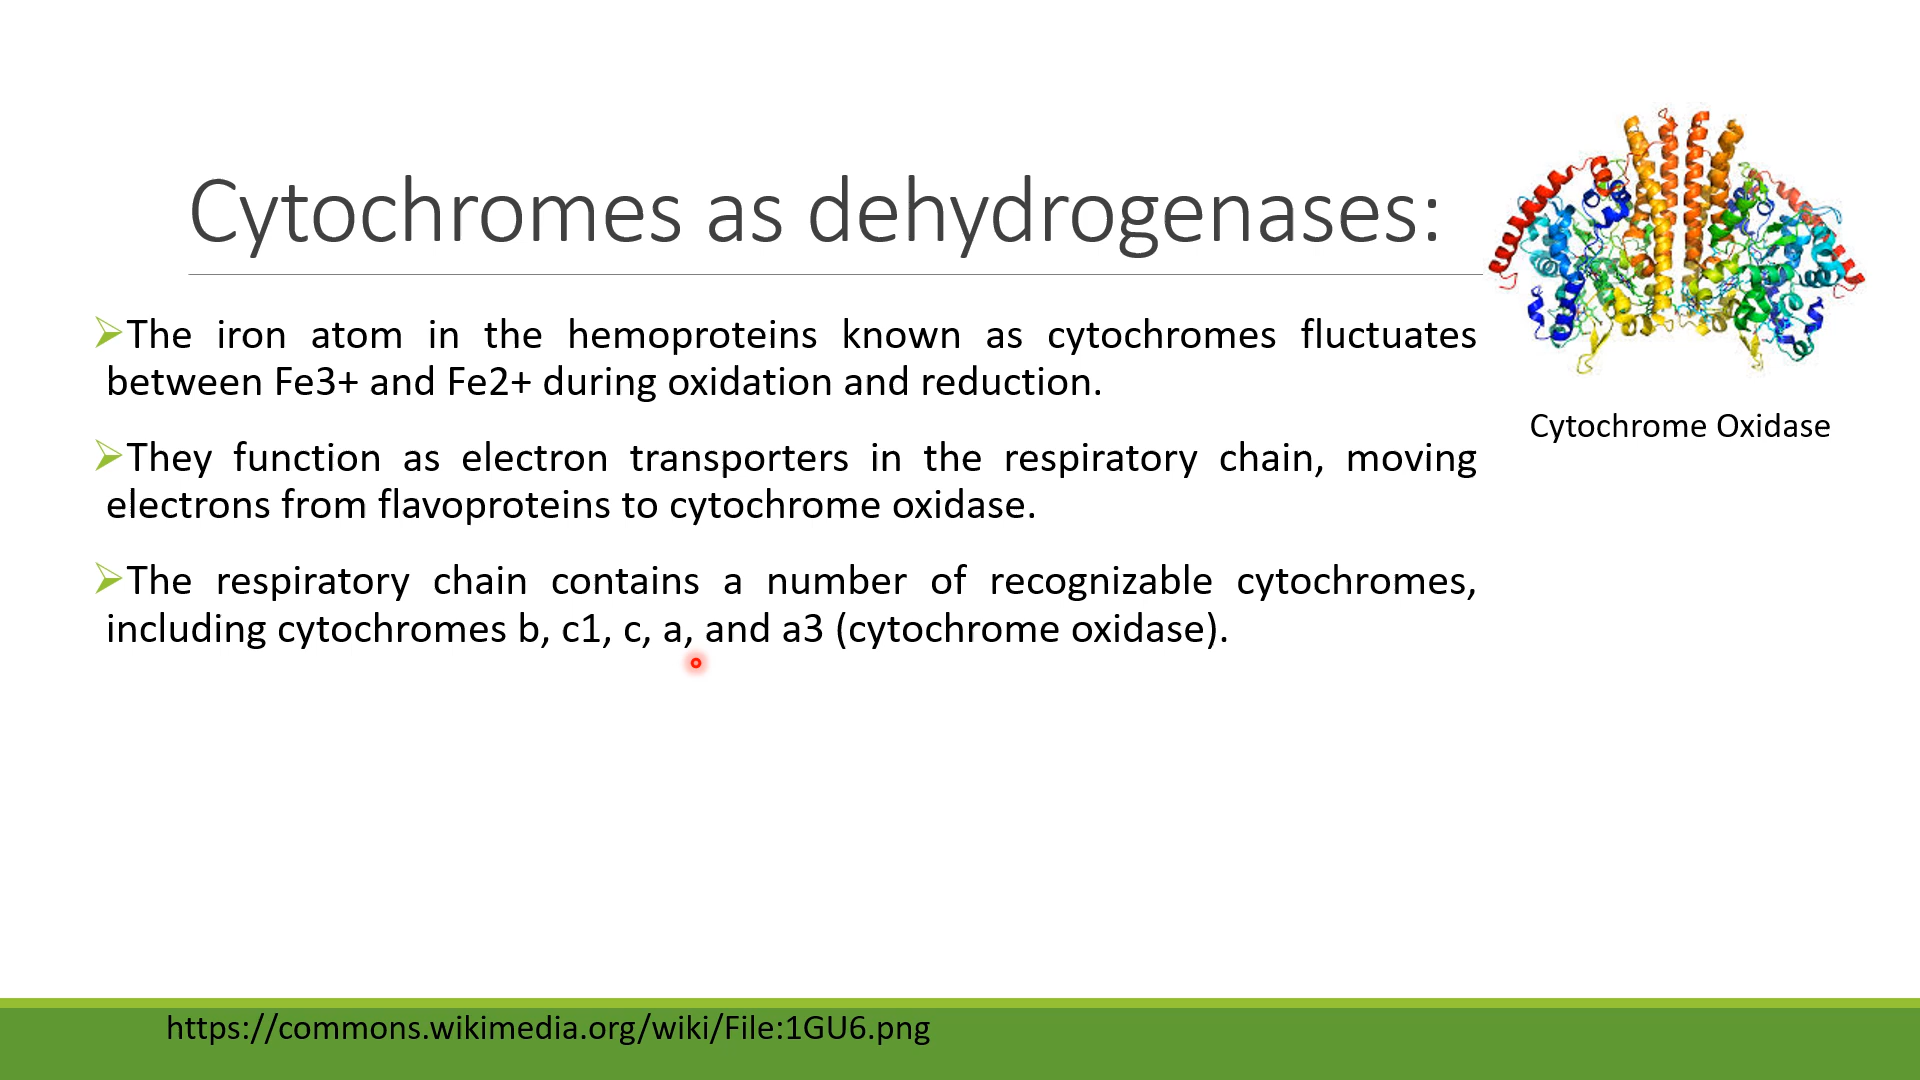 Cytochromes as dehydrogenases:
The iron atom in the hemoproteins known as cytochromes fluctuates
between Fe3+ and Fe2+ during oxidation and reduction.
They function as electron transporters in the respiratory chain, moving
electrons from flavoproteins to cytochrome oxidase.
The respiratory chain contains a number of recognizable cytochromes,
including cytochromes b, c1, c, a, and a3 (cytochrome oxidase).
Cytochrome Oxidase
https://commons.wikimedia.org/wiki/File:1GU6.png